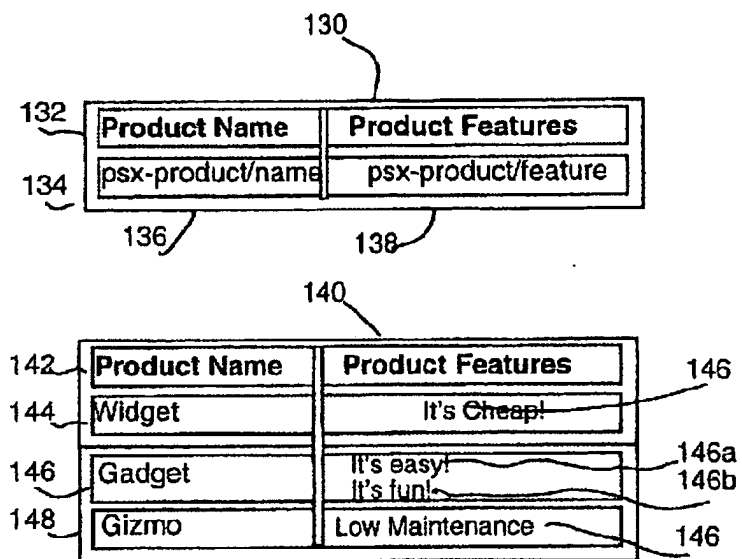 130
132 Product Name Product Features
134 psx-product/name psx-product/feature
136 138
140
142 Product Name Product Features 146
144 Widget It's Cheap!
146 Gadget It's easy! 146a
It's fun! 146b
148 Gizmo Low Maintenance 146